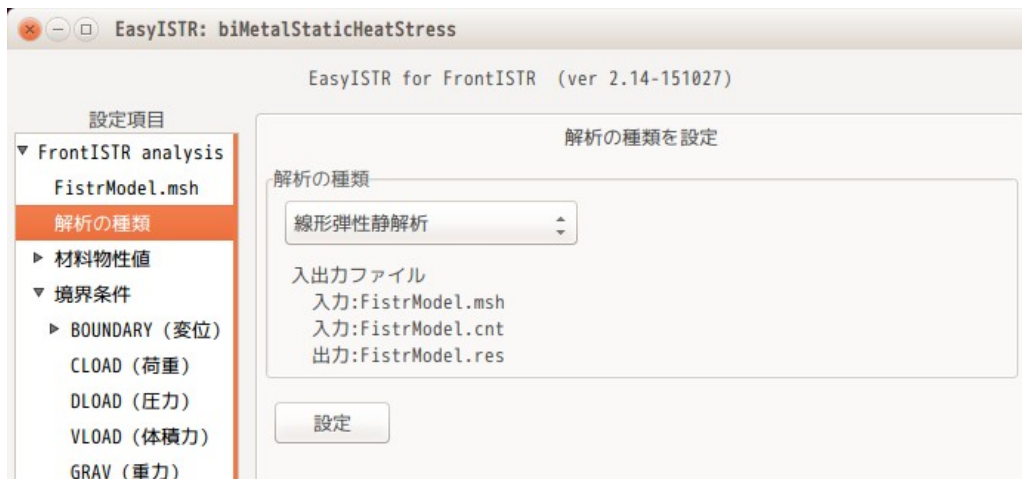 EasyISTR: biMetalStaticHeatStress
EasyISTR for FrontISTR (ver 2.14-151027)
設定項目
FrontISTR analysis
FistrModel.msh
解析の種類
材料物性値
境界条件
BOUNDARY (変位)
CLOAD (荷重)
DLOAD (圧力)
VLOAD (体積力)
GRAV (重力)
解析の種類を設定
解析の種類
線形弾性静解析
入出力ファイル
入力:FistrModel.msh
入力:FistrModel.cnt
出力:FistrModel.res
設定